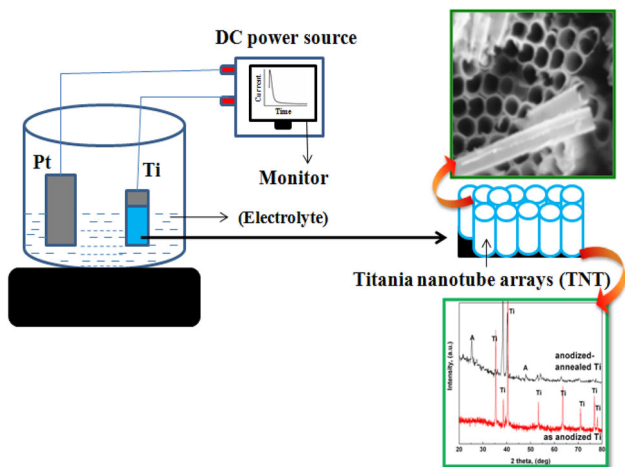 DC power source
Current
Time
Pt
Ti
Monitor
(Electrolyte)
Titania nanotube arrays (TNT)
Intensity, (a.u.)
A
Ti
Ti
A
anodized-
annealed Ti
Ti
Ti
Ti
Ti
Ti
Ti
as anodized Ti
20 30 40 50 60 70 80
2 theta, (deg)